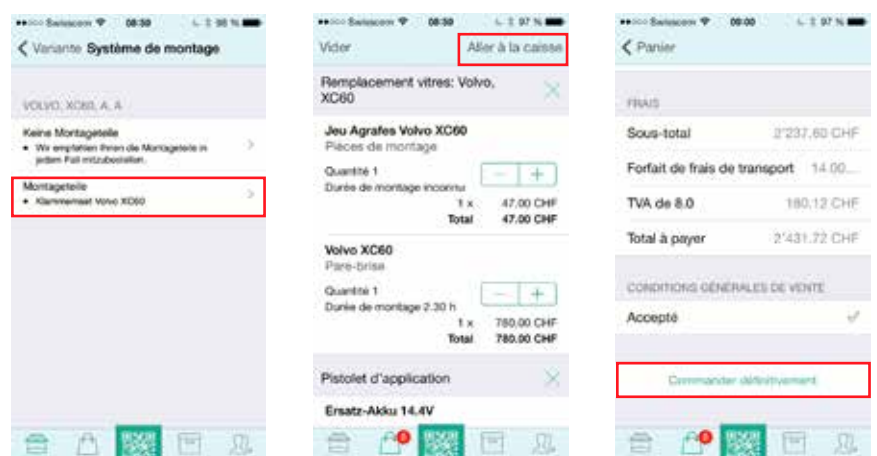 Swisscom 08:59 98 %
Variante Système de montage
VOLVO, XC60, A, A
Keine Montageteile
• Wir empfehlen Ihnen die Montageteile in
jedem Fall mitzubestellen.
Montageteile
• Klammernset Volvo XC60
Swisscom 08:59 97 %
Vider Aller à la caisse
Remplacement vitres: Volvo,
XC60
Jeu Agrafes Volvo XC60
Pièces de montage
Quantité 1
Durée de montage inconnu
− +
1 x 47.00 CHF
Total 47.00 CHF
Volvo XC60
Pare-brise
Quantité 1
Durée de montage 2.30 h
− +
1 x 780.00 CHF
Total 780.00 CHF
Pistolet d'application
Ersatz-Akku 14.4V
Swisscom 09:00 97 %
Panier
FRAIS
Sous-total 2'237.60 CHF
Forfait de frais de transport 14.00...
TVA de 8.0 180.12 CHF
Total à payer 2'431.72 CHF
CONDITIONS GÉNÉRALES DE VENTE
Accepté
Commander définitivement